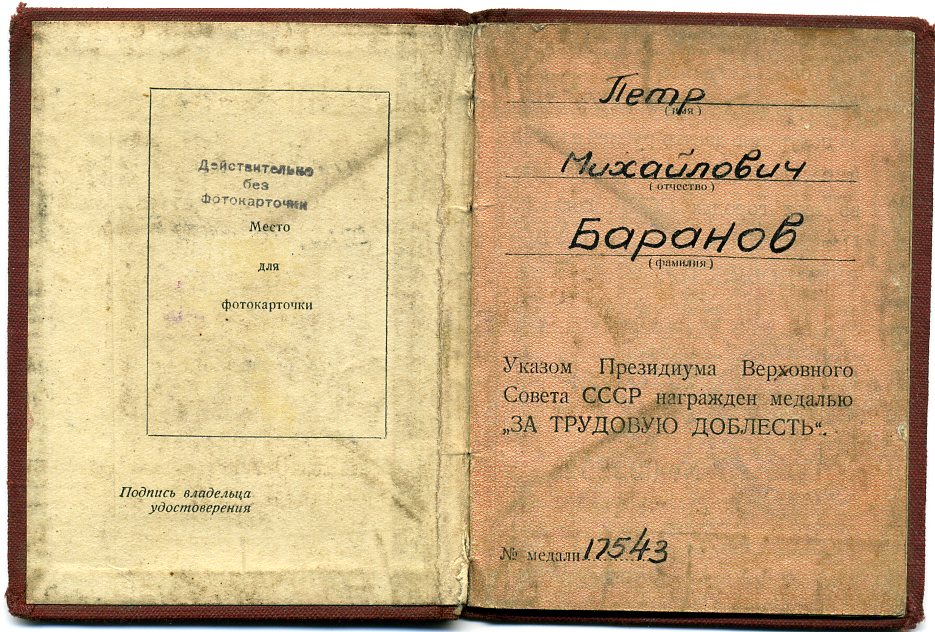 Действительно
без
фотокарточки
Место
для
фотокарточки
Подпись владельца
удостоверения
Петр
(имя)
Михайлович
(отчество)
Баранов
(фамилия)
Указом Президиума Верховного
Совета СССР награжден медалью
„ЗА ТРУДОВУЮ ДОБЛЕСТЬ“.
№ медали 17543